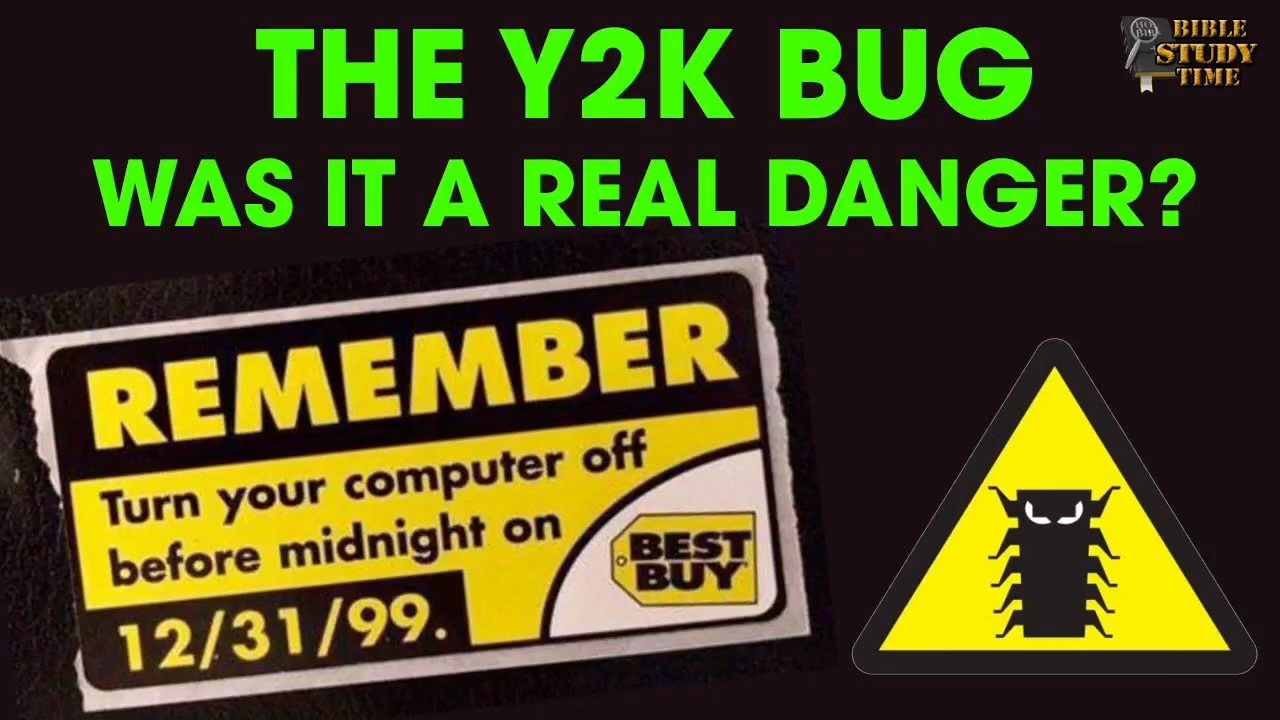 THE Y2K BUG
WAS IT A REAL DANGER?
BIBLE
STUDY
TIME
REMEMBER
Turn your computer off
before midnight on
12/31/99.
BEST
BUY